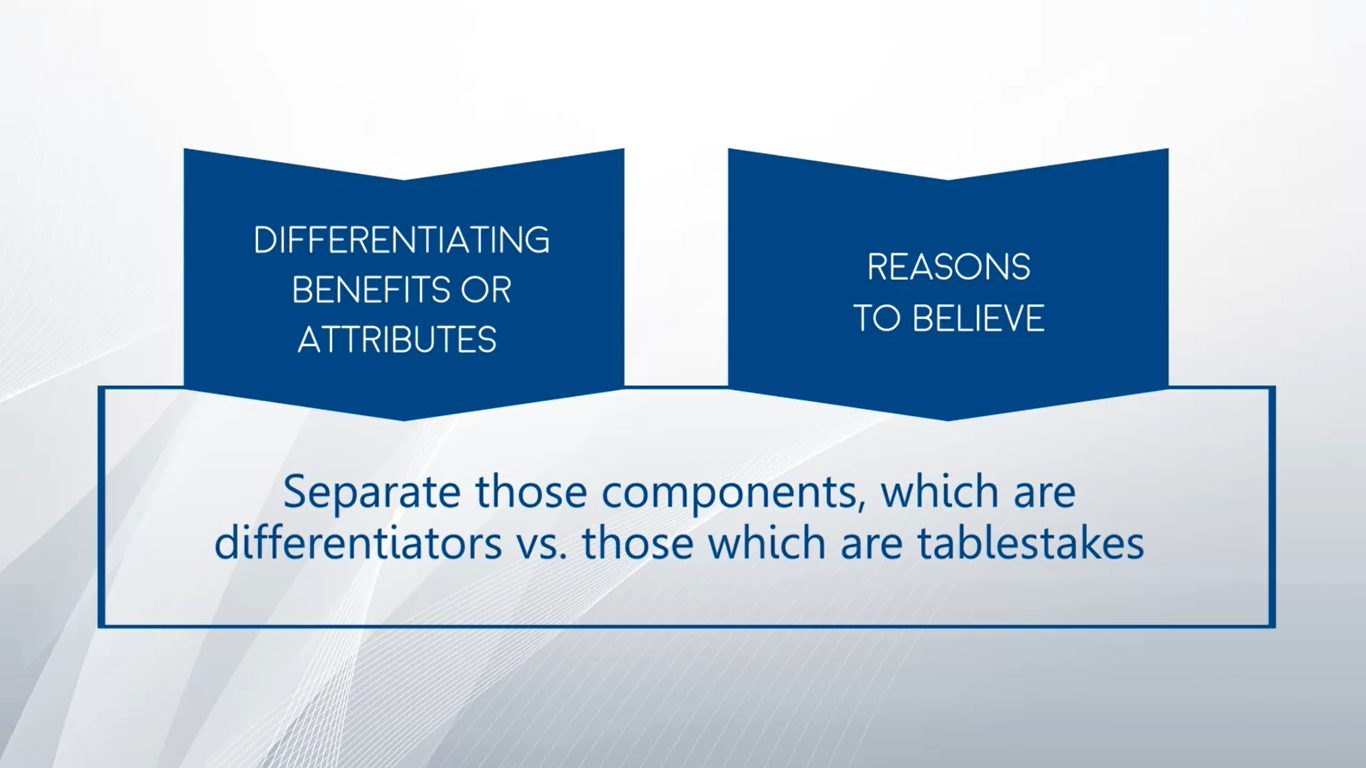 DIFFERENTIATING
BENEFITS OR
ATTRIBUTES
REASONS
TO BELIEVE
Separate those components, which are
differentiators vs. those which are tablestakes